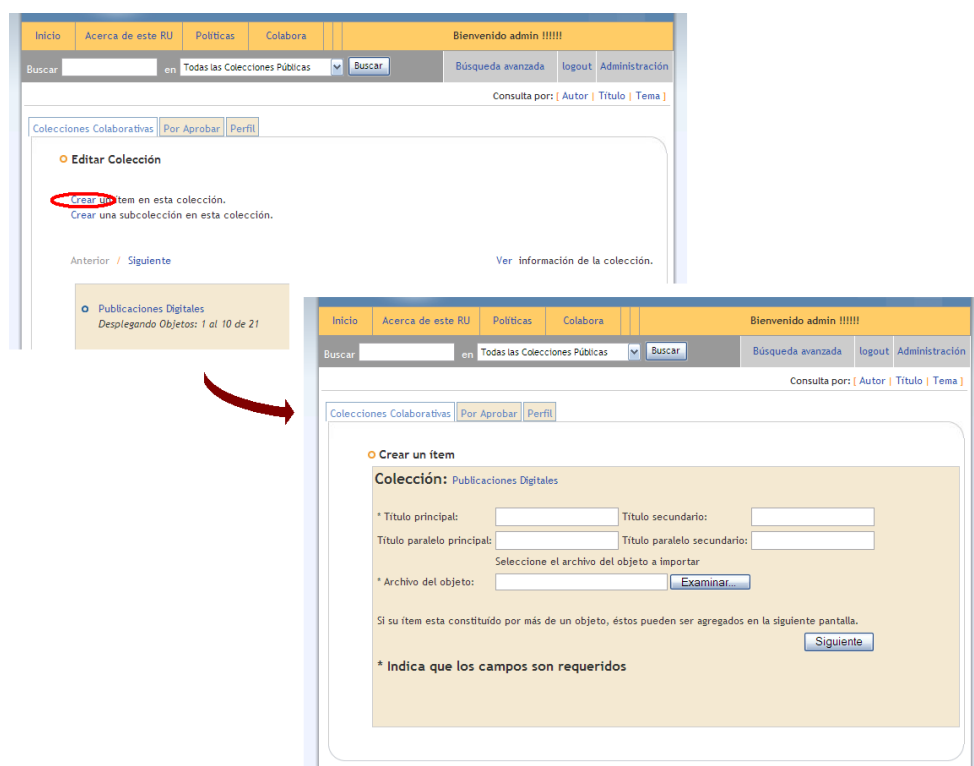 Inicio Acerca de este RU Políticas Colabora Bienvenido admin !!!!!
Buscar en Todas las Colecciones Públicas Buscar Búsqueda avanzada logout Administración
Consulta por: [ Autor | Título | Tema ]
Colecciones Colaborativas Por Aprobar Perfil
Editar Colección
Crear un ítem en esta colección.
Crear una subcolección en esta colección.
Anterior / Siguiente Ver información de la colección.
Publicaciones Digitales
Desplegando Objetos: 1 al 10 de 21
Inicio Acerca de este RU Políticas Colabora Bienvenido admin !!!!!
Buscar en Todas las Colecciones Públicas Buscar Búsqueda avanzada logout Administración
Consulta por: [ Autor | Título | Tema ]
Colecciones Colaborativas Por Aprobar Perfil
Crear un ítem
Colección: Publicaciones Digitales
* Título principal: Título secundario:
Título paralelo principal: Título paralelo secundario:
Seleccione el archivo del objeto a importar
* Archivo del objeto: Examinar...
Si su ítem esta constituído por más de un objeto, éstos pueden ser agregados en la siguiente pantalla.
Siguiente
* Indica que los campos son requeridos